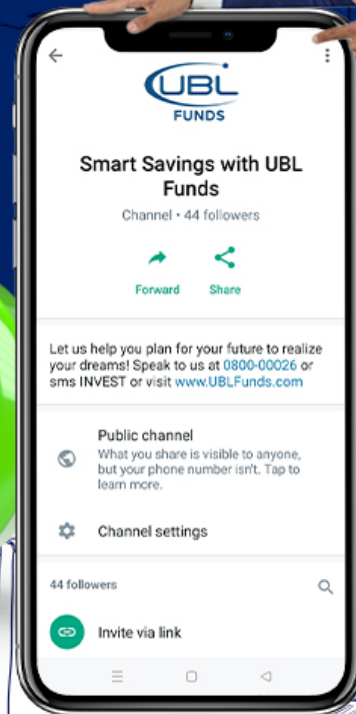 UBL
FUNDS
Smart Savings with UBL
Funds
Channel • 44 followers
Forward Share
Let us help you plan for your future to realize
your dreams! Speak to us at 0800-00026 or
sms INVEST or visit www.UBLFunds.com
Public channel
What you share is visible to anyone,
but your phone number isn't. Tap to
learn more.
Channel settings
44 followers
Invite via link